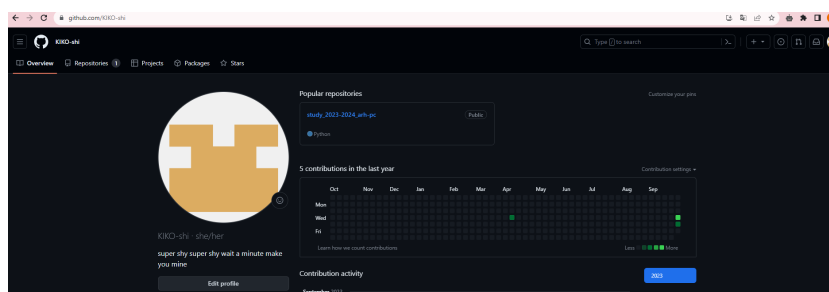 github.com/KIKO-shi
KIKO-shi
Type / to search
Overview Repositories 1 Projects Packages Stars
Popular repositories
Customize your pins
study_2023-2024_arh-pc Public
Python
5 contributions in the last year
Contribution settings
Oct Nov Dec Jan Feb Mar Apr May Jun Jul Aug Sep
Mon
Wed
Fri
Learn how we count contributions
Less More
KIKO-shi · she/her
super shy super shy wait a minute make
you mine
Edit profile
Contribution activity
2023
September 2023